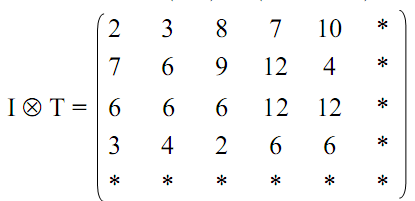 2 3 8 7 10 *
7 6 9 12 4 *
I ⊗ T = 6 6 6 12 12 *
3 4 2 6 6 *
* * * * * *